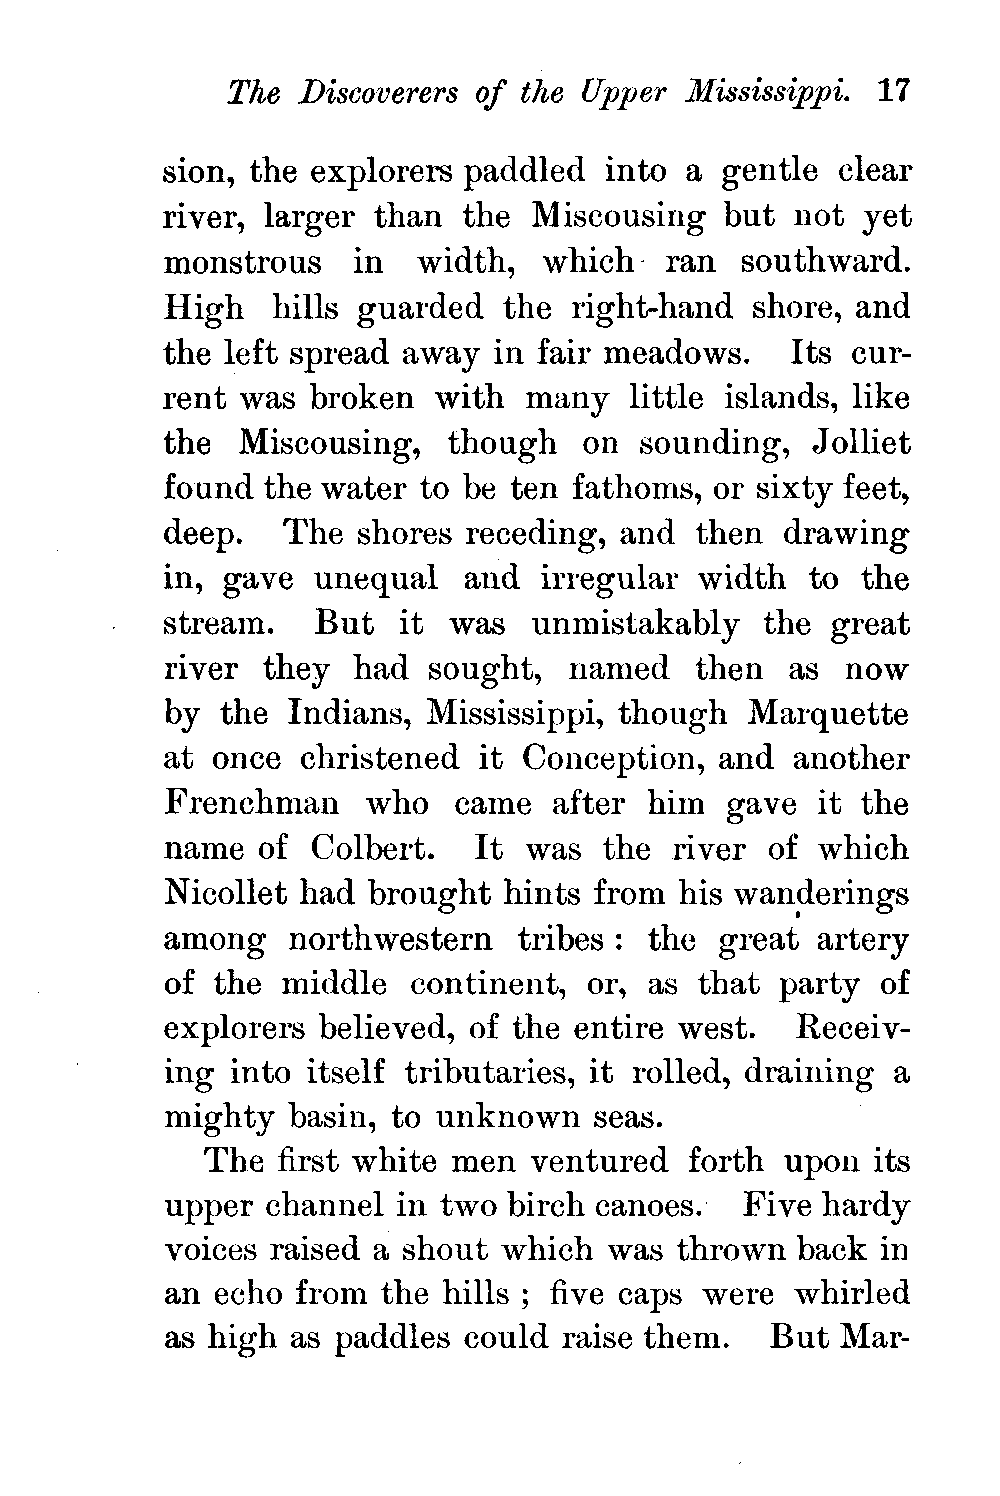 The Discoverers of the Upper Mississippi. 17
sion, the explorers paddled into a gentle clear
river, larger than the Miscousing but not yet
monstrous in width, which ran southward.
High hills guarded the right-hand shore, and
the left spread away in fair meadows. Its cur-
rent was broken with many little islands, like
the Miscousing, though on sounding, Jolliet
found the water to be ten fathoms, or sixty feet,
deep. The shores receding, and then drawing
in, gave unequal and irregular width to the
stream. But it was unmistakably the great
river they had sought, named then as now
by the Indians, Mississippi, though Marquette
at once christened it Conception, and another
Frenchman who came after him gave it the
name of Colbert. It was the river of which
Nicollet had brought hints from his wanderings
among northwestern tribes : the great artery
of the middle continent, or, as that party of
explorers believed, of the entire west. Receiv-
ing into itself tributaries, it rolled, draining a
mighty basin, to unknown seas.
The first white men ventured forth upon its
upper channel in two birch canoes. Five hardy
voices raised a shout which was thrown back in
an echo from the hills ; five caps were whirled
as high as paddles could raise them. But Mar-